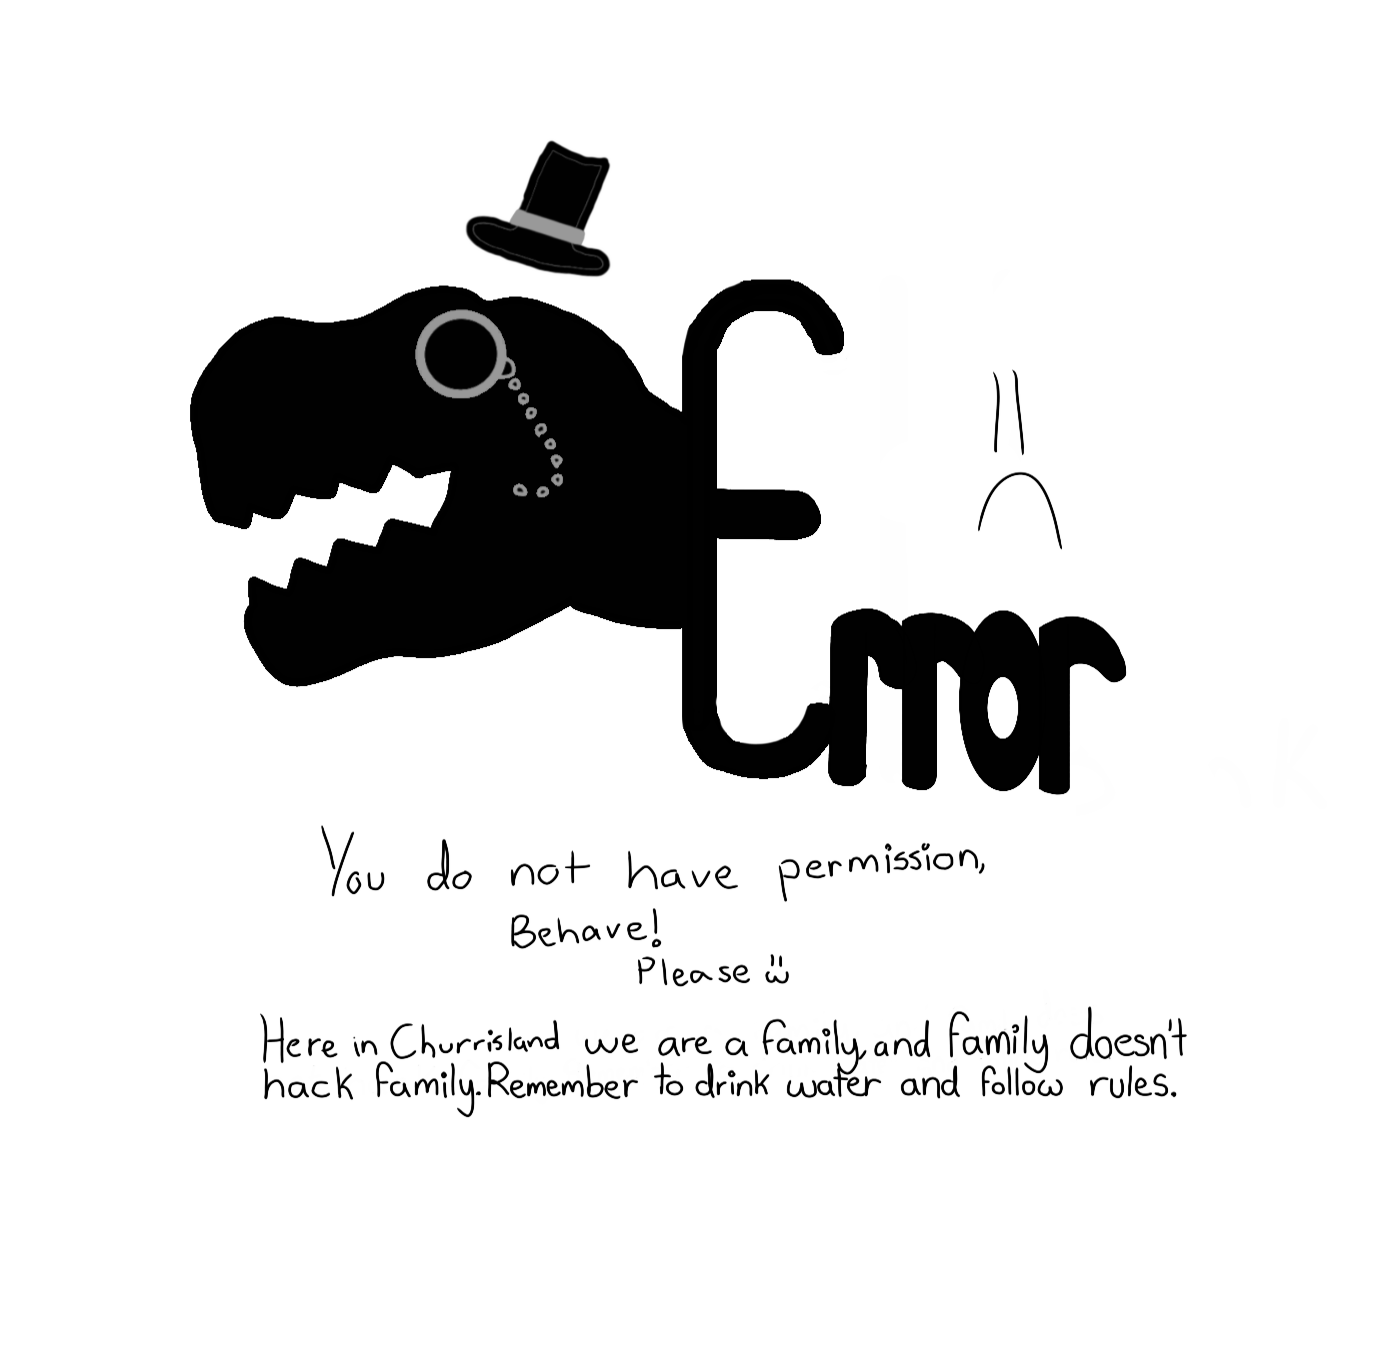 Error
You do not have permission,
Behave!
Please
Here in Churrisland we are a family, and family doesn't
hack family. Remember to drink water and follow rules.